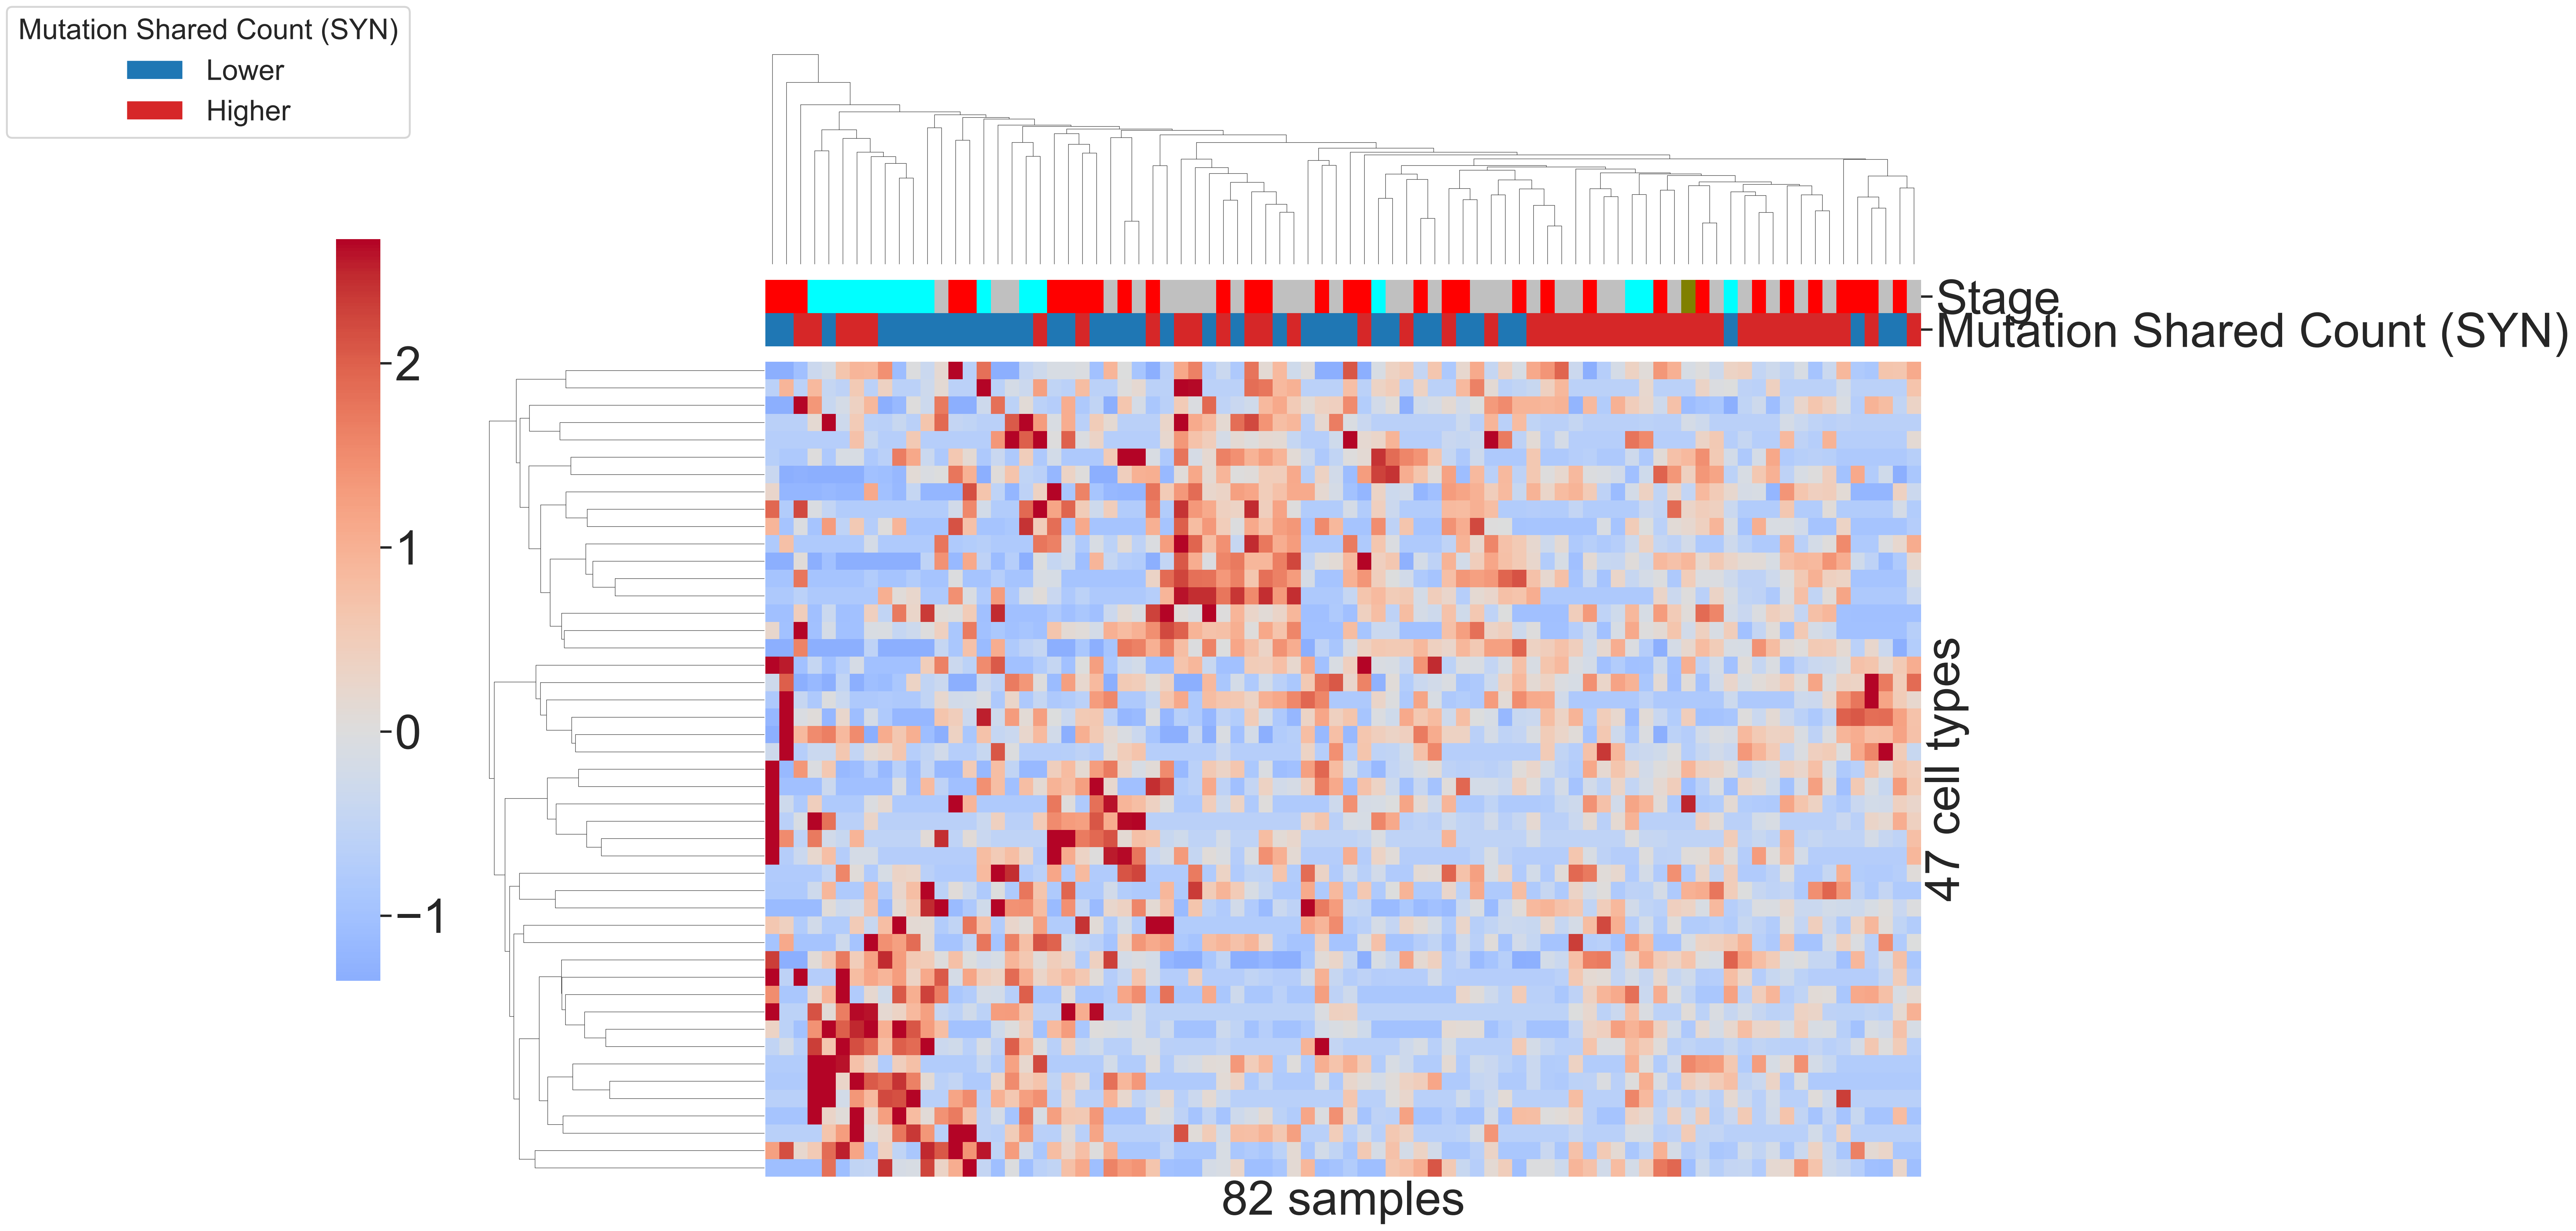 Mutation Shared Count (SYN)
Lower
Higher
2
1
0
−1
Stage
Mutation Shared Count (SYN)
47 cell types
82 samples